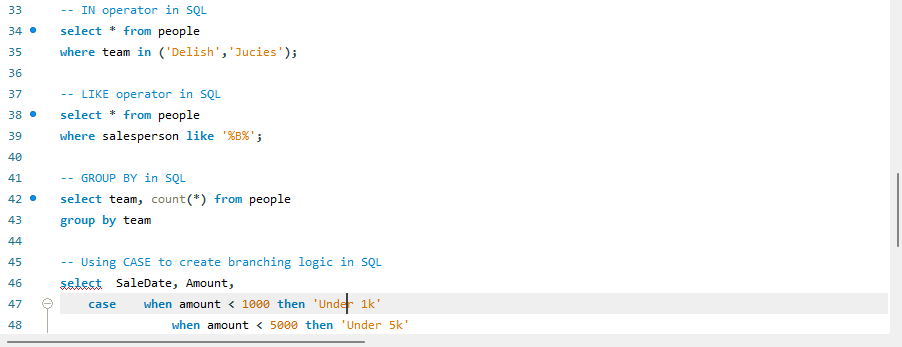 33 -- IN operator in SQL
34 select * from people
35 where team in ('Delish','Jucies');
36
37 -- LIKE operator in SQL
38 select * from people
39 where salesperson like '%B%';
40
41 -- GROUP BY in SQL
42 select team, count(*) from people
43 group by team
44
45 -- Using CASE to create branching logic in SQL
46 select SaleDate, Amount,
47 case when amount < 1000 then 'Under 1k'
48 when amount < 5000 then 'Under 5k'